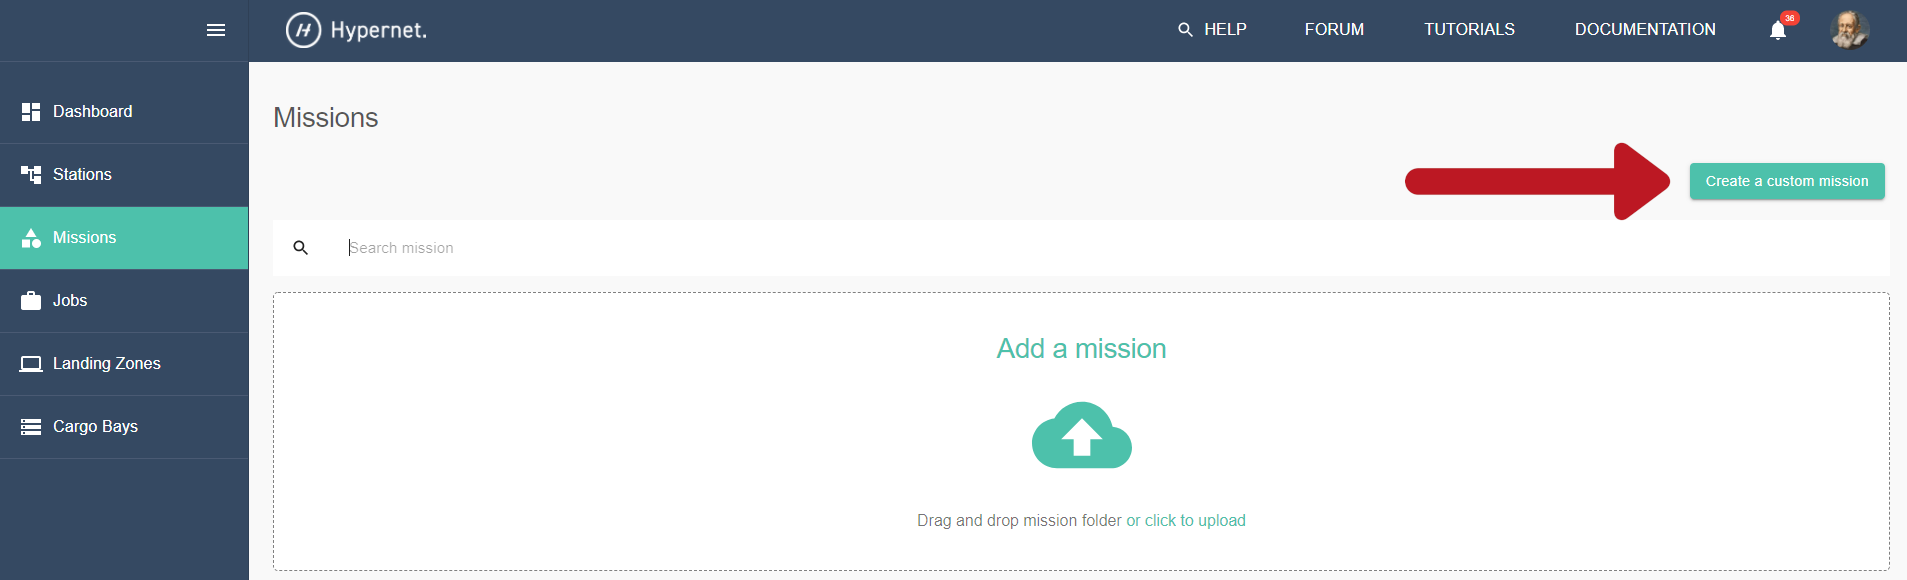 Hypernet.
HELP
FORUM
TUTORIALS
DOCUMENTATION
36
Dashboard
Stations
Missions
Jobs
Landing Zones
Cargo Bays
Missions
Create a custom mission
Search mission
Add a mission
Drag and drop mission folder or click to upload